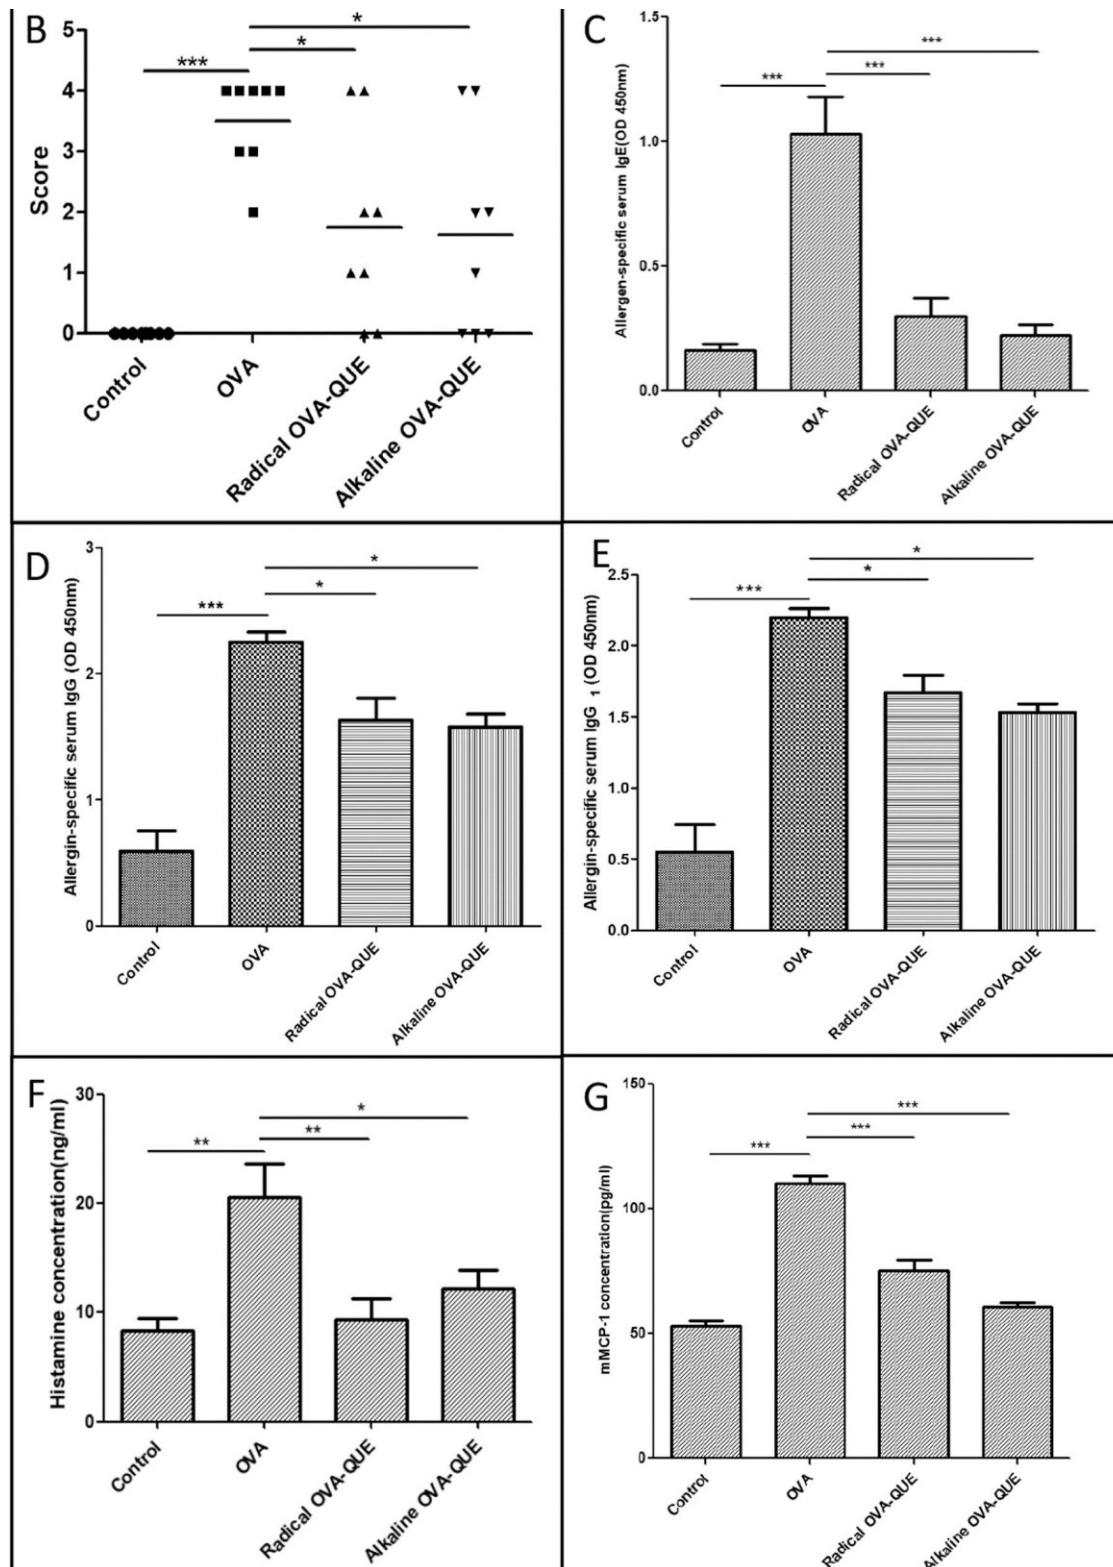 B
Score
5
4
3
2
1
0
***
*
*
Control
OVA
Radical OVA-QUE
Alkaline OVA-QUE
C
Allergen-specific serum IgE(OD 450nm)
1.5
1.0
0.5
0.0
***
***
***
Control
OVA
Radical OVA-QUE
Alkaline OVA-QUE
D
Allergin-specific serum IgG (OD 450nm)
3
2
1
0
***
*
*
Control
OVA
Radical OVA-QUE
Alkaline OVA-QUE
E
Allergin-specific serum IgG 1 (OD 450nm)
2.5
2.0
1.5
1.0
0.5
0.0
***
*
*
Control
OVA
Radical OVA-QUE
Alkaline OVA-QUE
F
Histamine concentration(ng/ml)
30
20
10
0
**
**
*
Control
OVA
Radical OVA-QUE
Alkaline OVA-QUE
G
mMCP-1 concentration(pg/ml)
150
100
50
0
***
***
***
Control
OVA
Radical OVA-QUE
Alkaline OVA-QUE